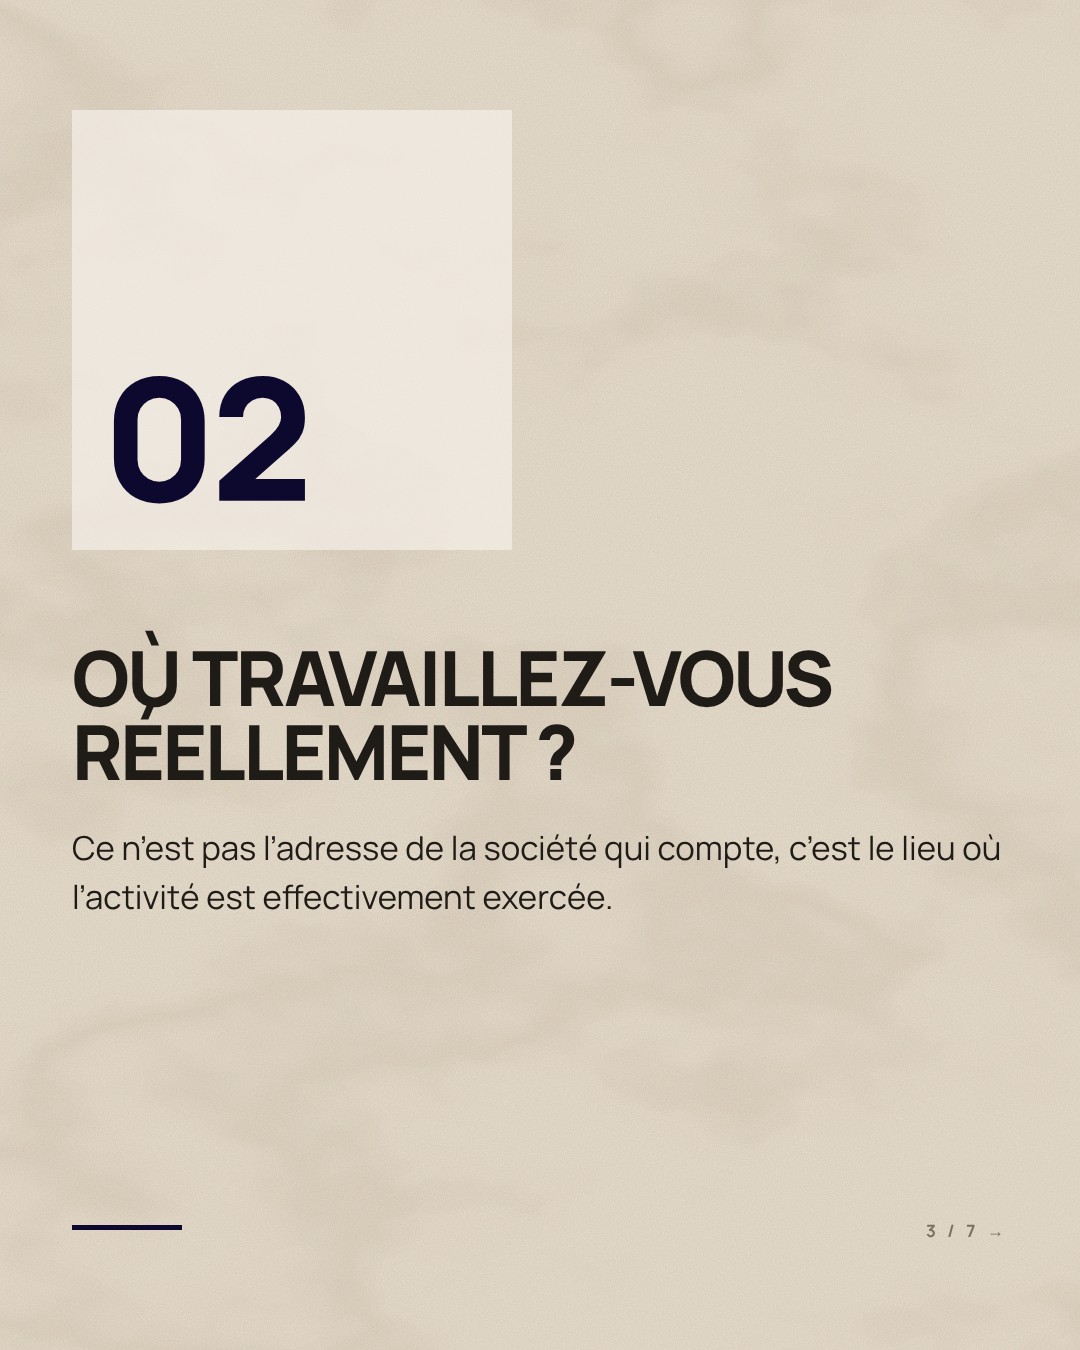 02
OÙ TRAVAILLEZ-VOUS
RÉELLEMENT ?
Ce n’est pas l’adresse de la société qui compte, c’est le lieu où
l’activité est effectivement exercée.
3 / 7 →